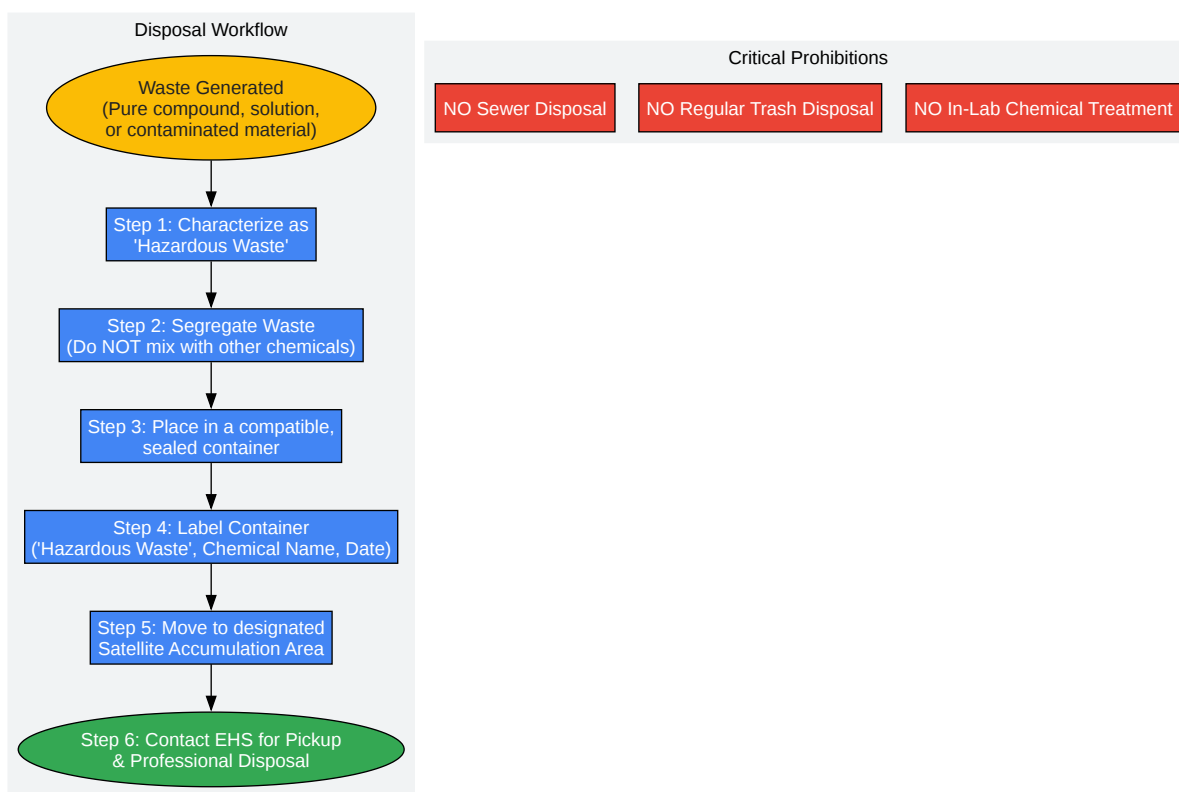 Disposal Workflow
Waste Generated
(Pure compound, solution,
or contaminated material)
Step 1: Characterize as
'Hazardous Waste'
Step 2: Segregate Waste
(Do NOT mix with other chemicals)
Step 3: Place in a compatible,
sealed container
Step 4: Label Container
('Hazardous Waste', Chemical Name, Date)
Step 5: Move to designated
Satellite Accumulation Area
Step 6: Contact EHS for Pickup
& Professional Disposal
Critical Prohibitions
NO Sewer Disposal
NO Regular Trash Disposal
NO In-Lab Chemical Treatment